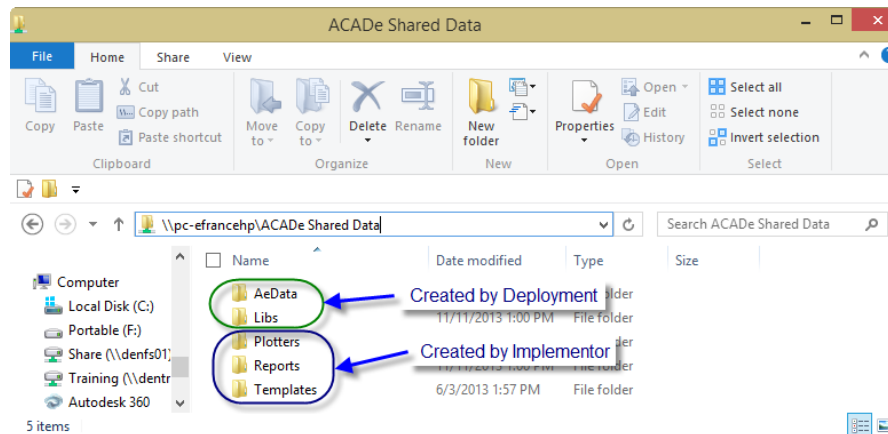 ACADe Shared Data
File Home Share View
Copy
Paste
Cut
Copy path
Paste shortcut
Clipboard
Move to
Copy to
Delete
Rename
Organize
New folder
New
Properties
Open
Edit
History
Open
Select all
Select none
Invert selection
Select
\\pc-efrancehp\ACADe Shared Data
Search ACADe Shared Data
Computer
Local Disk (C:)
Portable (F:)
Share (\\denfs01)
Training (\\dentr
Autodesk 360
Name Date modified Type Size
AeData
Created by Deployment
Libs 11/11/2013 1:00 PM File folder
Plotters
Created by Implementor
Reports
Templates 6/3/2013 1:57 PM File folder
5 items